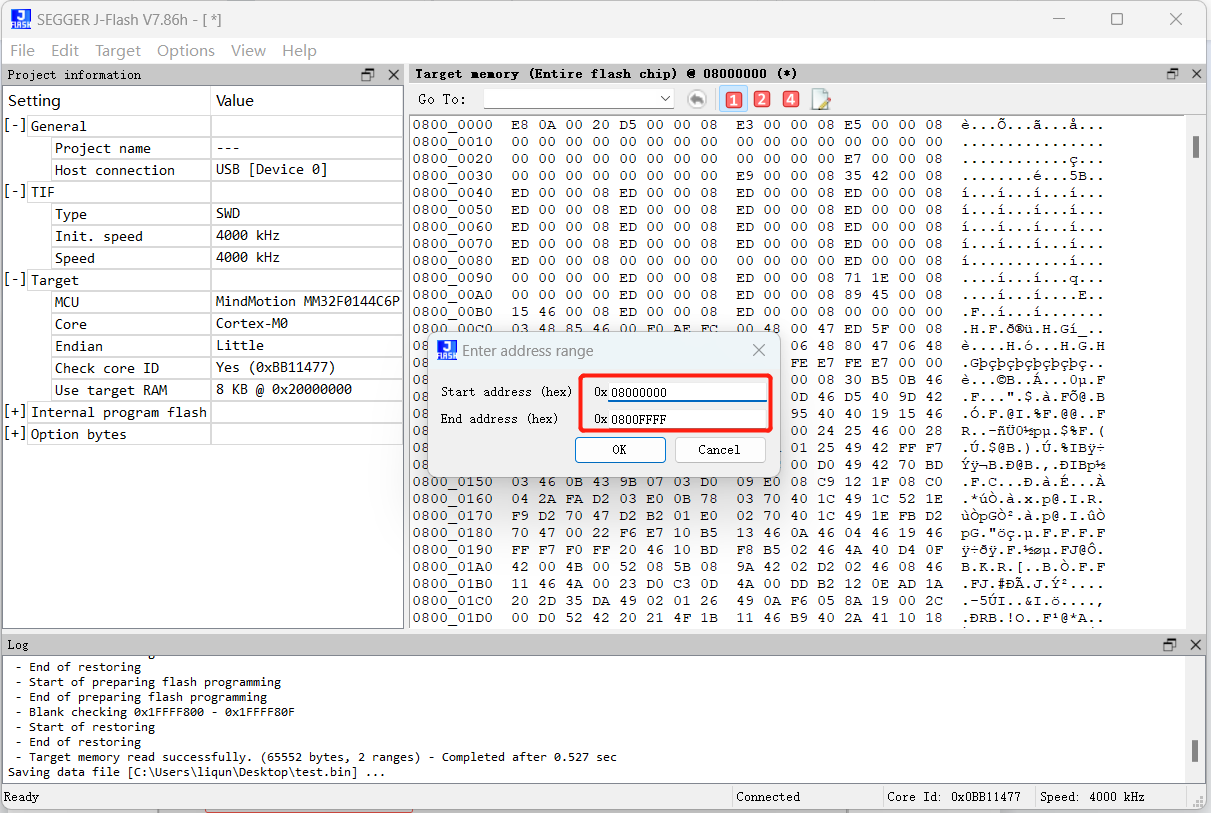 SEGGER J-Flash V7.86h - [ *]
File Edit Target Options View Help
Project information
Setting Value
[-] General
Project name ---
Host connection USB [Device 0]
[-] TIF
Type SWD
Init. speed 4000 kHz
Speed 4000 kHz
[-] Target
MCU MindMotion MM32F0144C6P
Core Cortex-M0
Endian Little
Check core ID Yes (0xBB11477)
Use target RAM 8 KB @ 0x20000000
[+] Internal program flash
[+] Option bytes
Target memory (Entire flash chip) @ 08000000 (*)
Go To: 1 2 4
0800_0000 E8 0A 00 20 D5 00 00 08 E3 00 00 08 E5 00 00 08 è...Õ...ã...å...
0800_0010 00 00 00 00 00 00 00 00 00 00 00 00 00 00 00 00 ................
0800_0020 00 00 00 00 00 00 00 00 00 00 00 00 E7 00 00 08 ............ç...
0800_0030 00 00 00 00 00 00 00 00 E9 00 00 08 35 42 00 08 ........é...5B..
0800_0040 ED 00 00 08 ED 00 00 08 ED 00 00 08 ED 00 00 08 í...í...í...í...
0800_0050 ED 00 00 08 ED 00 00 08 ED 00 00 08 ED 00 00 08 í...í...í...í...
0800_0060 ED 00 00 08 ED 00 00 08 ED 00 00 08 ED 00 00 08 í...í...í...í...
0800_0070 ED 00 00 08 ED 00 00 08 ED 00 00 08 ED 00 00 08 í...í...í...í...
0800_0080 ED 00 00 08 00 00 00 00 00 00 00 00 ED 00 00 08 í...........í...
0800_0090 00 00 00 00 ED 00 00 08 ED 00 00 08 71 1E 00 08 ....í...í...q...
0800_00A0 00 00 00 00 ED 00 00 08 ED 00 00 08 89 45 00 08 ....í...í....E..
0800_00B0 15 46 00 08 ED 00 00 08 ED 00 00 08 00 00 00 00 .F..í...í.......
0800_00C0 03 48 85 46 00 F0 AE FC 00 48 00 47 ED 5F 00 08 .H.F.ð®ü.H.Gí_..
06 48 80 47 06 48 è....H.ó...H.G.H
FE E7 FE E7 00 00 .Gþçþçþçþçþçþç..
00 08 30 B5 0B 46 è...©B..Á...0µ.F
0D 46 D5 40 9D 42 .F...".$.à.FÕ@.B
95 40 40 19 15 46 .Ó.F.@I.%F.@@..F
00 24 25 46 00 28 R..-ñÜ0½pµ.$%F.(
01 25 49 42 FF F7 .Ú.$@B.).Ú.%IBÿ÷
00 D0 49 42 70 BD Ýÿ¬B.Ð@B.,.ÐIBp½
0800_0150 03 46 0B 43 9B 07 03 D0 09 E0 08 C9 12 1F 08 C0 .F.C...Ð.à.É...À
0800_0160 04 2A FA D2 03 E0 0B 78 03 70 40 1C 49 1C 52 1E .*úÒ.à.x.p@.I.R.
0800_0170 F9 D2 70 47 D2 B2 01 E0 02 70 40 1C 49 1E FB D2 ùÒpGÒ².à.p@.I.ûÒ
0800_0180 70 47 00 22 F6 E7 10 B5 13 46 0A 46 04 46 19 46 pG."öç.µ.F.F.F.F
0800_0190 FF F7 F0 FF 20 46 10 BD F8 B5 02 46 4A 40 D4 0F ÿ÷ðÿ.F.½øµ.FJ@Ô.
0800_01A0 42 00 4B 00 52 08 5B 08 9A 42 02 D2 02 46 08 46 B.K.R.[..B.Ò.F.F
0800_01B0 11 46 4A 00 23 D0 C3 0D 4A 00 DD B2 12 0E AD 1A .FJ.#ÐÃ.J.Ý²....
0800_01C0 20 2D 35 DA 49 02 01 26 49 0A F6 05 8A 19 00 2C .-5ÚI..&I.ö....,
0800_01D0 00 D0 52 42 20 21 4F 1B 11 46 B9 40 2A 41 10 18 .ÐRB.!O..F¹@*A..
Enter address range
Start address (hex) 0x 08000000
End address (hex) 0x 0800FFFF
OK Cancel
Log
- End of restoring
- Start of preparing flash programming
- End of preparing flash programming
- Blank checking 0x1FFFF800 - 0x1FFFF80F
- Start of restoring
- End of restoring
- Target memory read successfully. (65552 bytes, 2 ranges) - Completed after 0.527 sec
Saving data file [C:\Users\liqun\Desktop\test.bin] ...
Ready Connected Core Id: 0x0BB11477 Speed: 4000 kHz